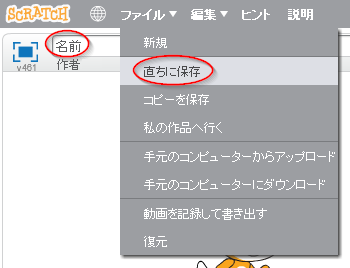 SCRATCH ファイル▼ 編集▼ ヒント 説明
名前
v461
作者
新規
直ちに保存
コピーを保存
私の作品へ行く
手元のコンピューターからアップロード
手元のコンピューターにダウンロード
動画を記録して書き出す
復元